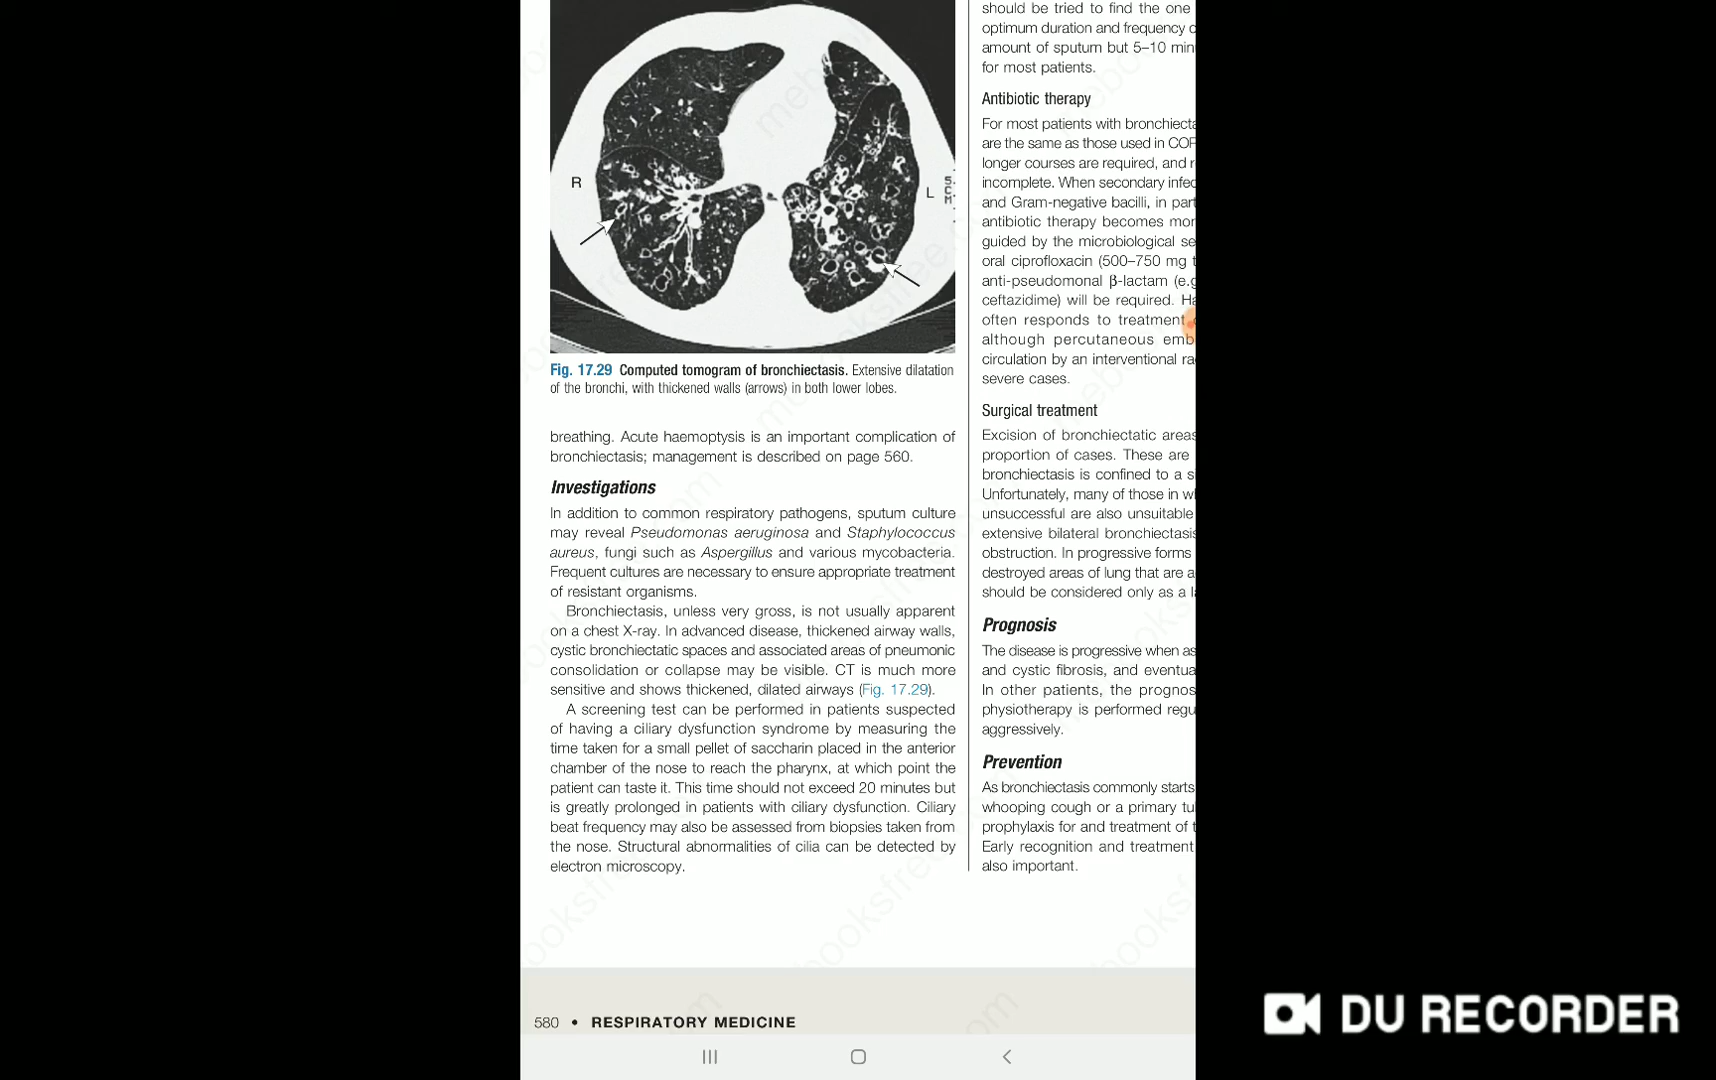 R
L
5
C
M
Fig. 17.29 Computed tomogram of bronchiectasis. Extensive dilatation
of the bronchi, with thickened walls (arrows) in both lower lobes.
breathing. Acute haemoptysis is an important complication of
bronchiectasis; management is described on page 560.
Investigations
In addition to common respiratory pathogens, sputum culture
may reveal Pseudomonas aeruginosa and Staphylococcus
aureus, fungi such as Aspergillus and various mycobacteria.
Frequent cultures are necessary to ensure appropriate treatment
of resistant organisms.
Bronchiectasis, unless very gross, is not usually apparent
on a chest X-ray. In advanced disease, thickened airway walls,
cystic bronchiectatic spaces and associated areas of pneumonic
consolidation or collapse may be visible. CT is much more
sensitive and shows thickened, dilated airways (Fig. 17.29).
A screening test can be performed in patients suspected
of having a ciliary dysfunction syndrome by measuring the
time taken for a small pellet of saccharin placed in the anterior
chamber of the nose to reach the pharynx, at which point the
patient can taste it. This time should not exceed 20 minutes but
is greatly prolonged in patients with ciliary dysfunction. Ciliary
beat frequency may also be assessed from biopsies taken from
the nose. Structural abnormalities of cilia can be detected by
electron microscopy.
should be tried to find the one
optimum duration and frequency
amount of sputum but 5–10
for most patients.
Antibiotic therapy
For most patients with
are the same as those used in
longer courses are required, and
incomplete. When secondary
and Gram-negative bacilli, in
antibiotic therapy becomes
guided by the microbiological
oral ciprofloxacin (500–750 mg
anti-pseudomonal β-lactam
ceftazidime) will be required.
often responds to treatment
although percutaneous
circulation by an interventional
severe cases.
Surgical treatment
Excision of bronchiectatic areas
proportion of cases. These are
bronchiectasis is confined to a
Unfortunately, many of those in
unsuccessful are also unsuitable
extensive bilateral bronchiectasis
obstruction. In progressive forms
destroyed areas of lung that are
should be considered only as a
Prognosis
The disease is progressive when
and cystic fibrosis, and
In other patients, the
physiotherapy is performed
aggressively.
Prevention
As bronchiectasis commonly starts
whooping cough or a primary
prophylaxis for and treatment of
Early recognition and treatment
also important.
580 • RESPIRATORY MEDICINE
DU RECORDER